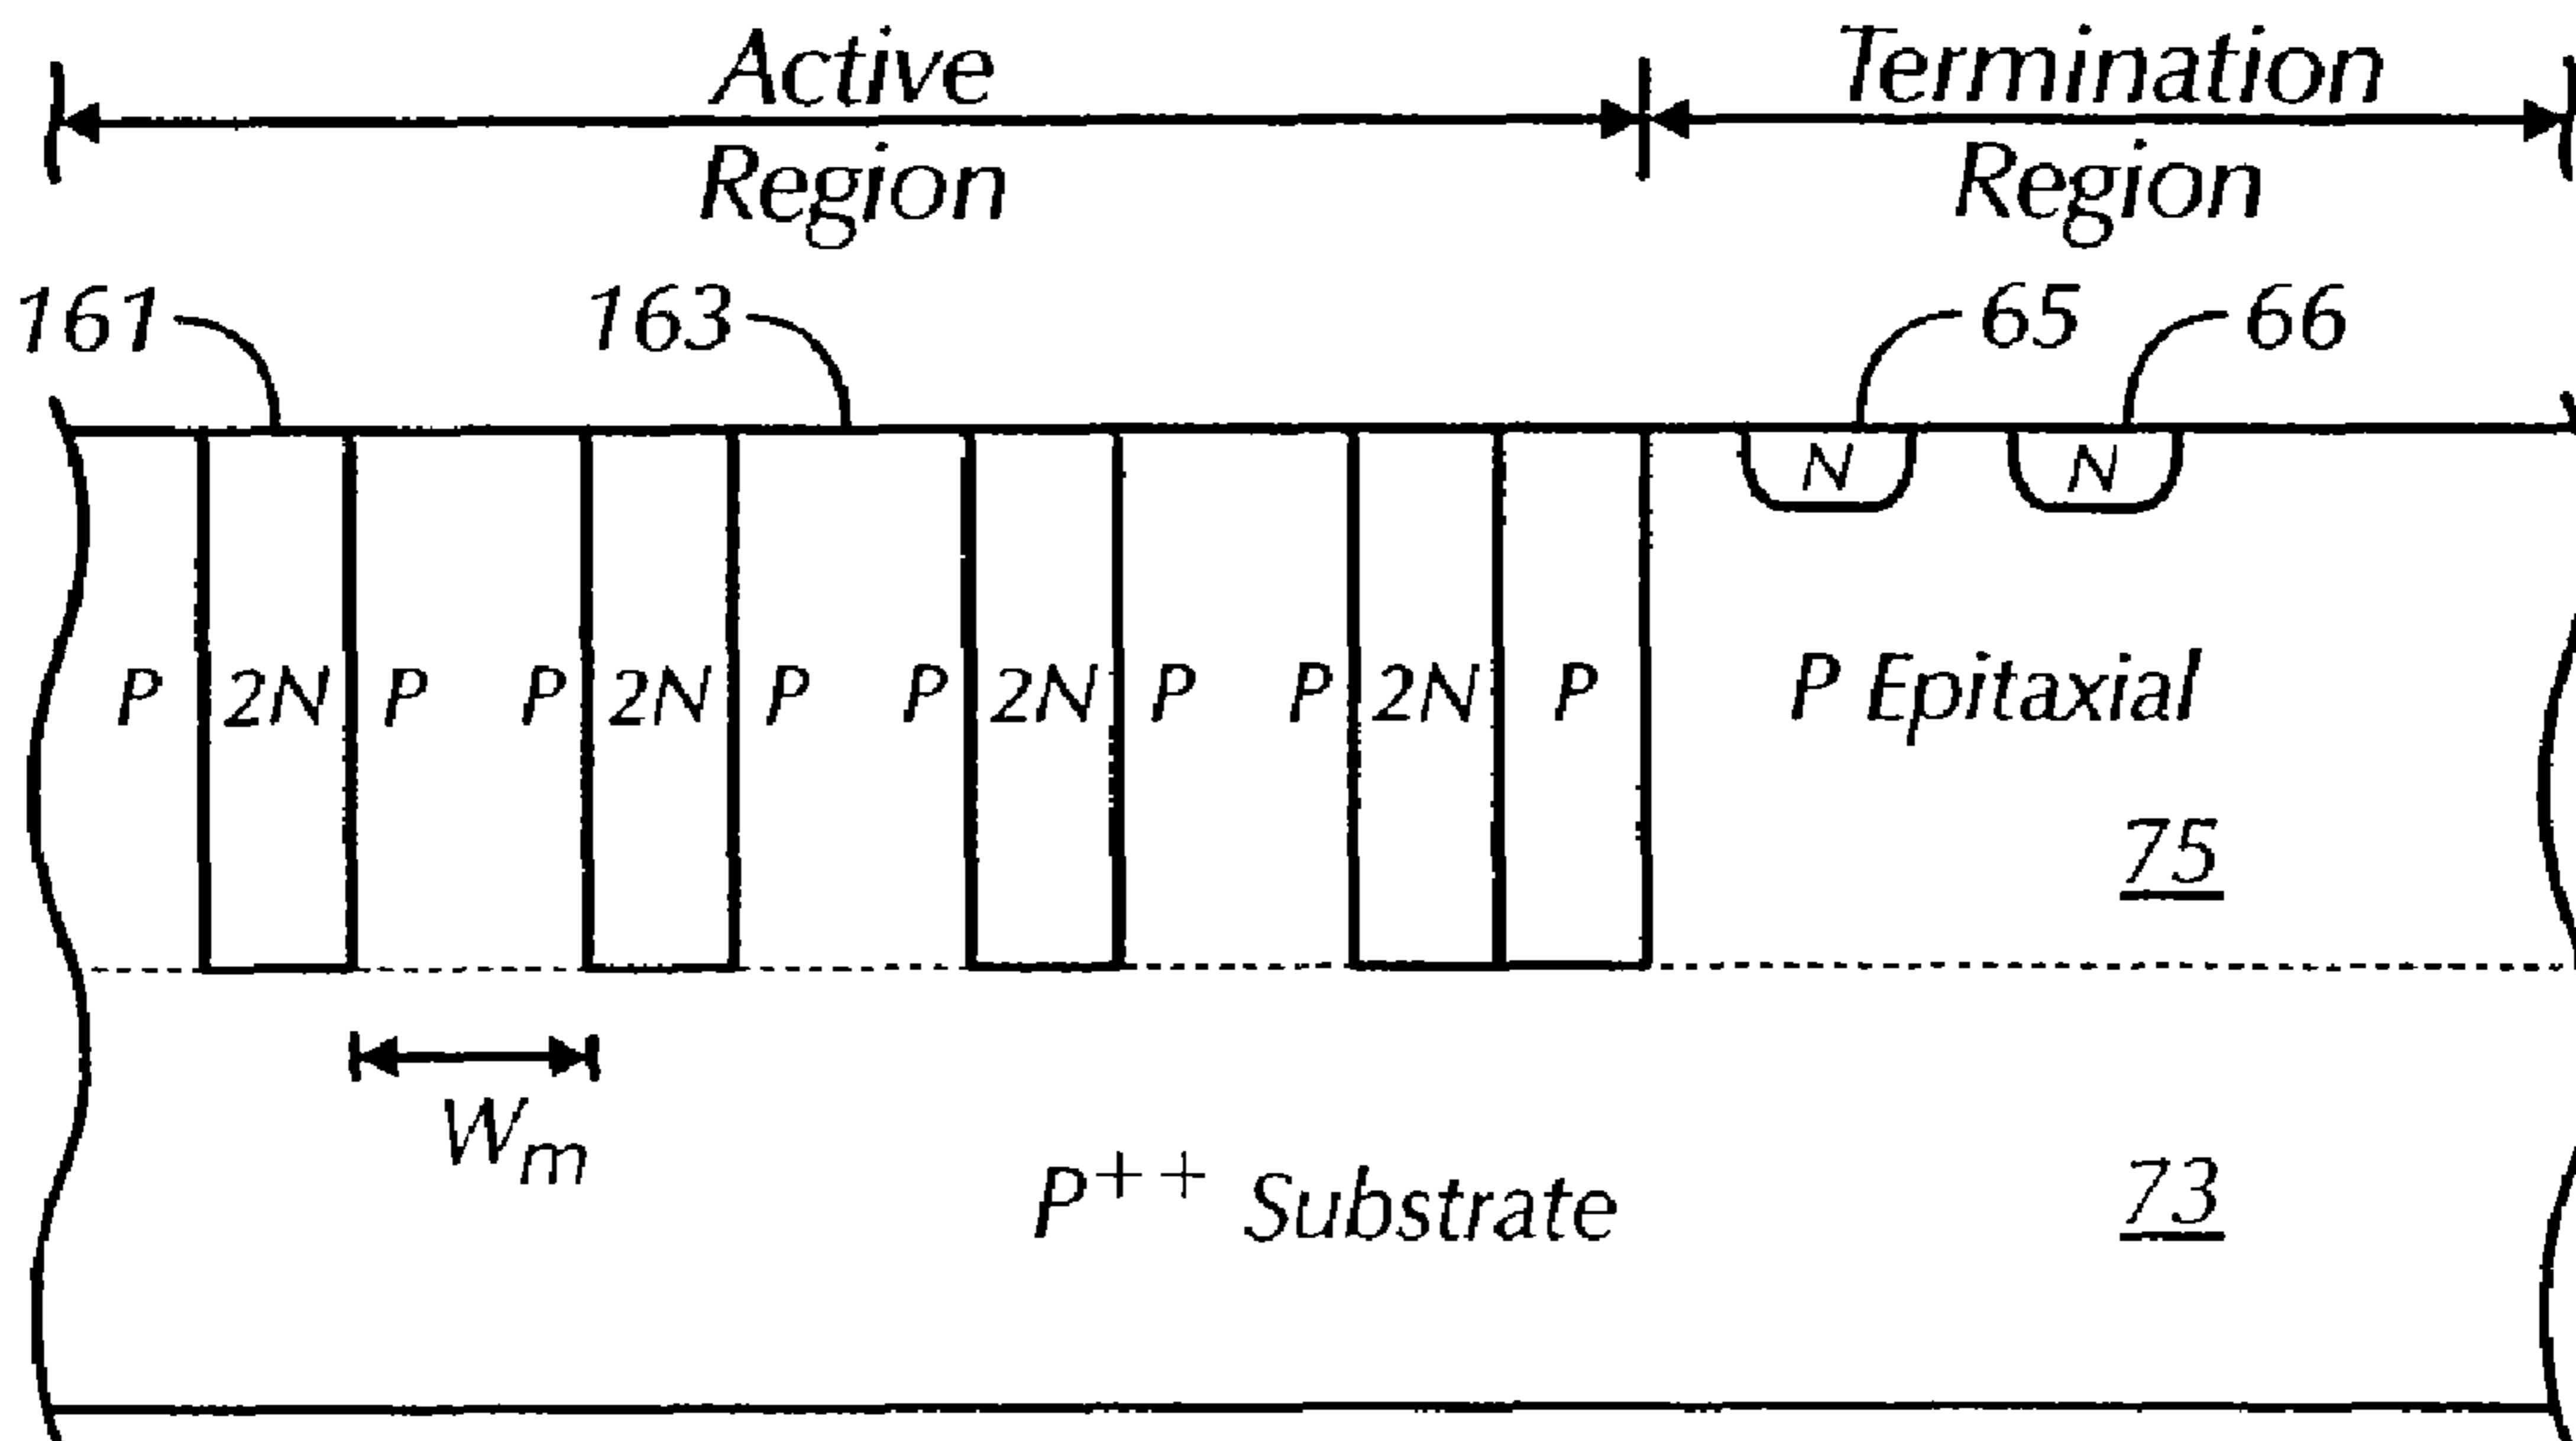 Active Region
Termination Region
161
163
65
66
N
N
P 2N P P 2N P P 2N P P 2N P
P Epitaxial
75
Wm
P++ Substrate
73